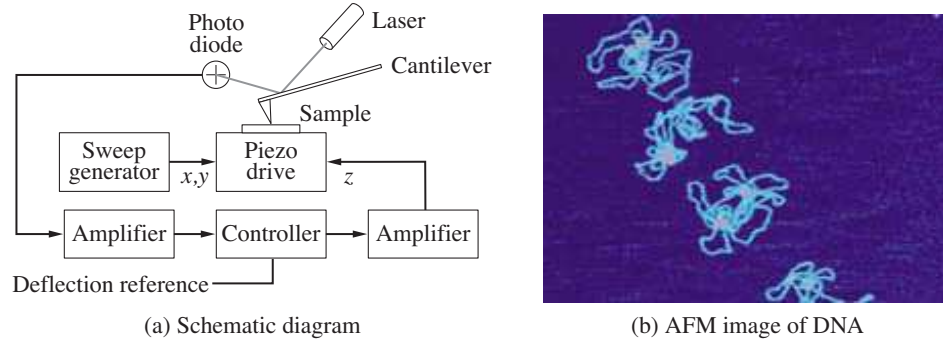 Photo
diode
Laser
Cantilever
Sample
Sweep
generator
x,y
Piezo
drive
z
Amplifier
Controller
Amplifier
Deflection reference
(a) Schematic diagram
(b) AFM image of DNA